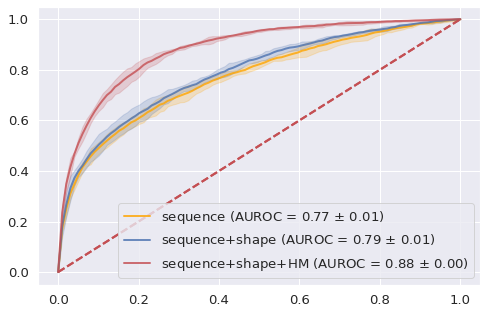 1.0
0.8
0.6
0.4
0.2
0.0
sequence (AUROC = 0.77 ± 0.01)
sequence+shape (AUROC = 0.79 ± 0.01)
sequence+shape+HM (AUROC = 0.88 ± 0.00)
0.0 0.2 0.4 0.6 0.8 1.0